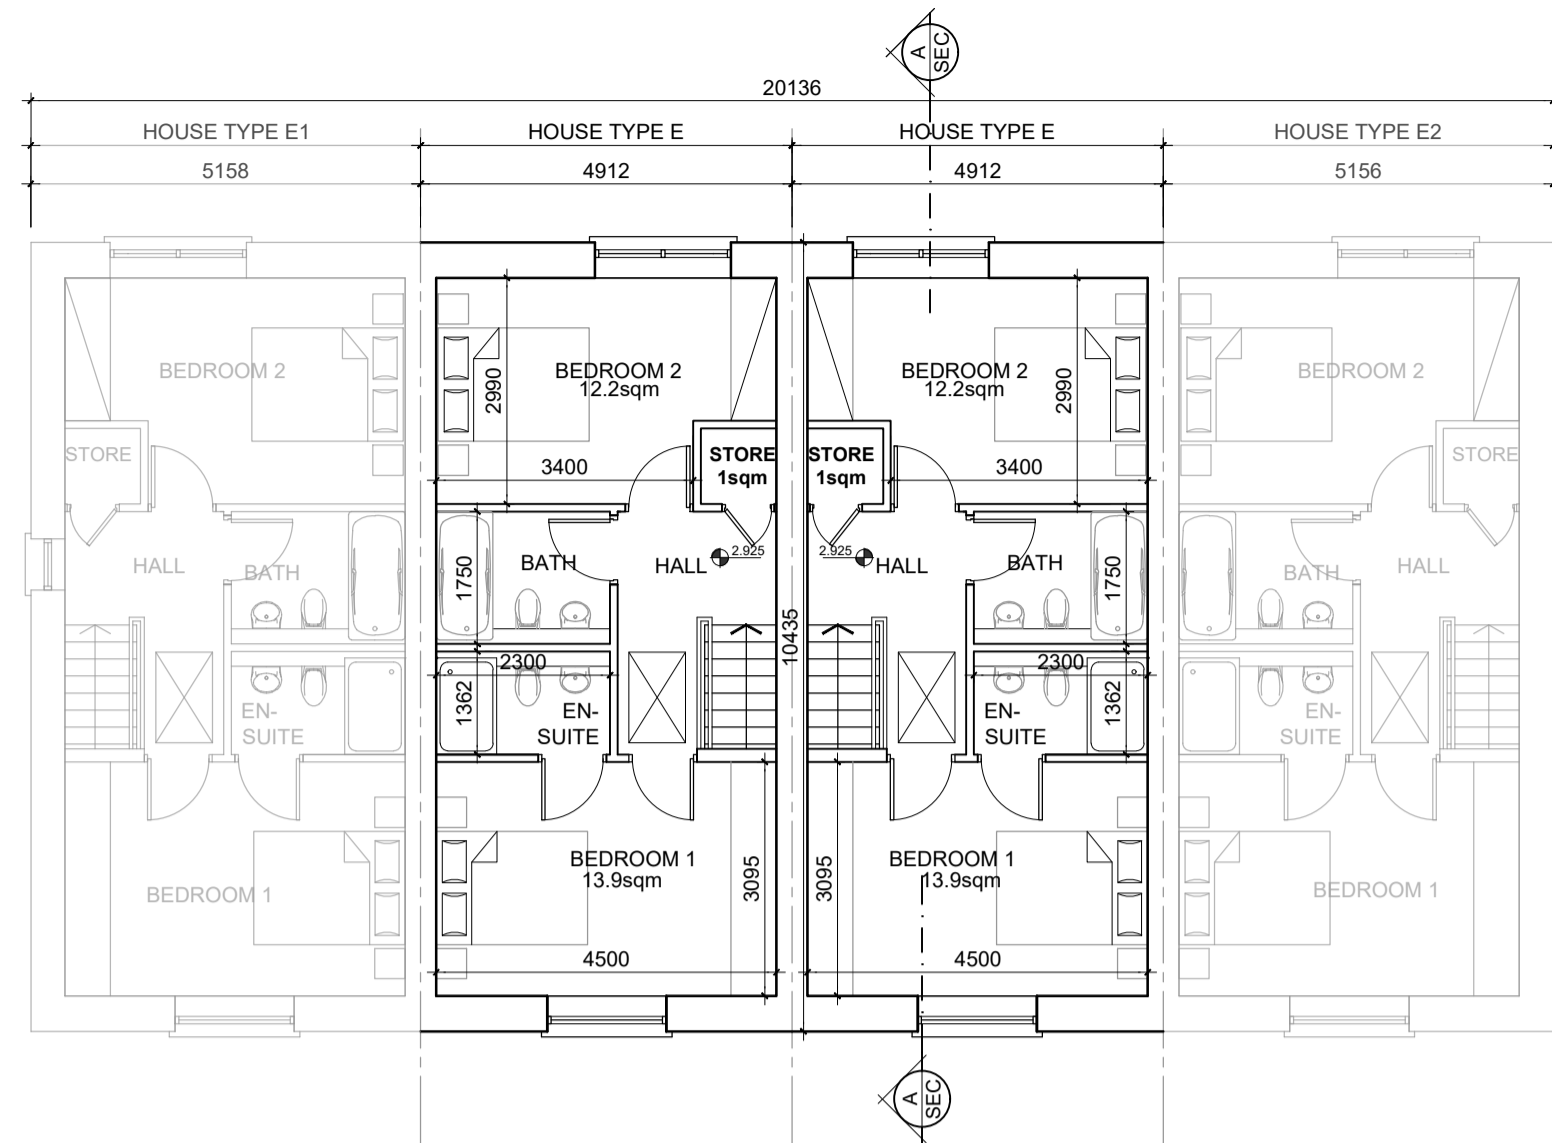 A
SEC
20136
HOUSE TYPE E1
HOUSE TYPE E
HOUSE TYPE E
HOUSE TYPE E2
5158
4912
4912
5156
BEDROOM 2
BEDROOM 2
12.2sqm
BEDROOM 2
12.2sqm
BEDROOM 2
2990
2990
STORE
STORE
1sqm
STORE
1sqm
STORE
3400
3400
HALL
BATH
BATH
HALL
2.925
2.925
HALL
BATH
BATH
HALL
1750
1750
10435
2300
2300
1362
1362
EN-
SUITE
EN-
SUITE
EN-
SUITE
EN-
SUITE
BEDROOM 1
BEDROOM 1
13.9sqm
BEDROOM 1
13.9sqm
BEDROOM 1
3095
3095
4500
4500
A
SEC